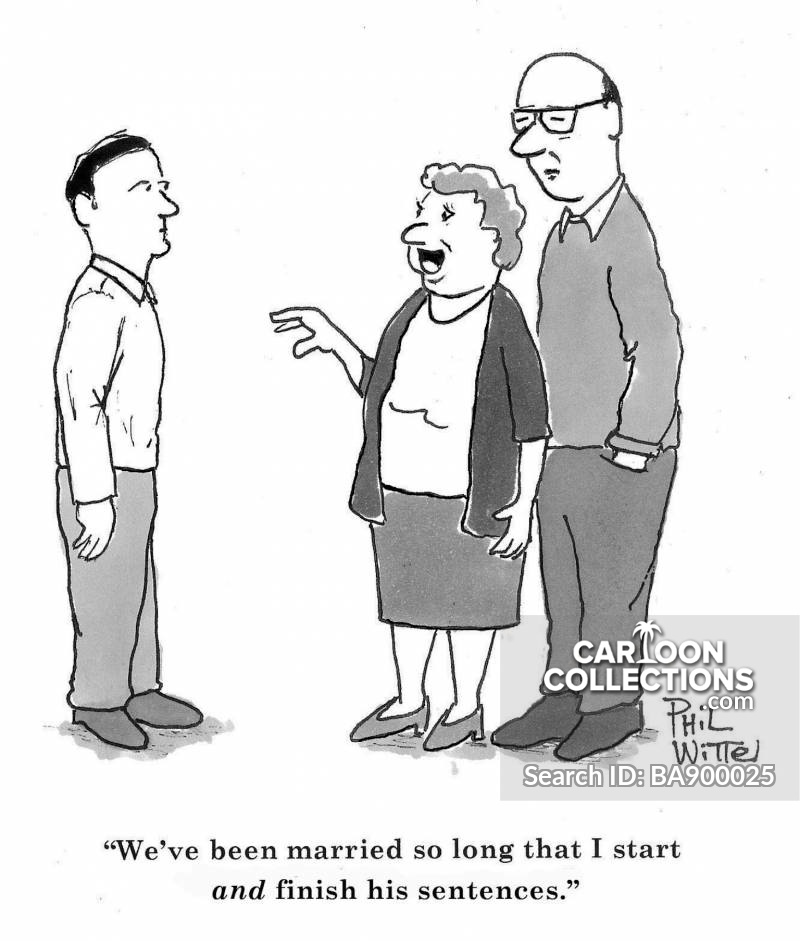 CARTOON
COLLECTIONS
.com
PHIL
WITTE
Search ID: BA900025
“We’ve been married so long that I start
and finish his sentences.”